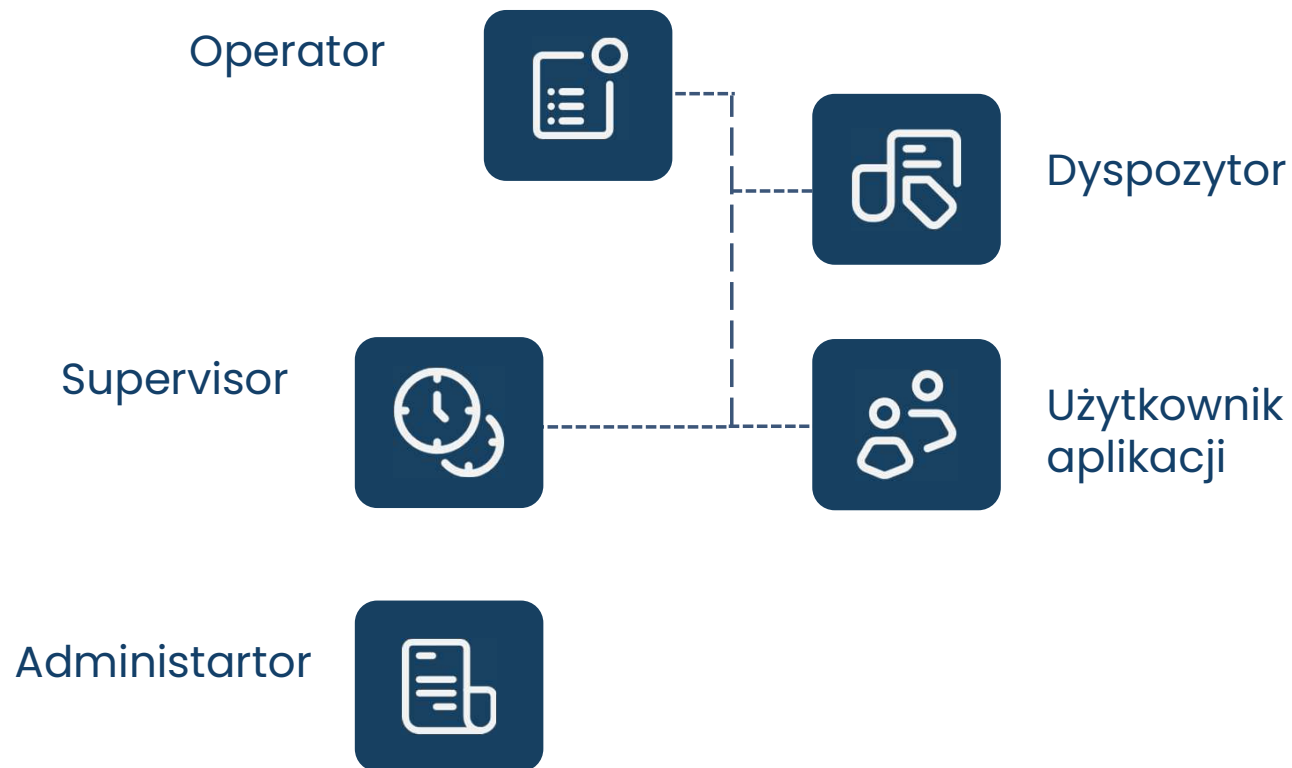 Operator
Dyspozytor
Supervisor
Użytkownik
aplikacji
Administartor